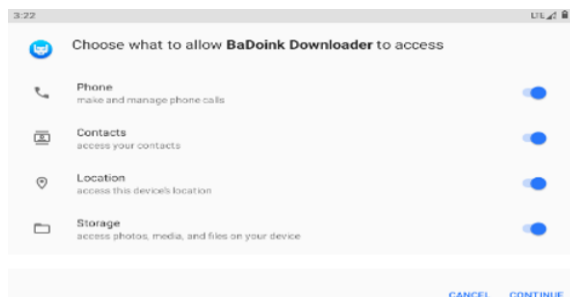 3:22 LTE
Choose what to allow BaDoink Downloader to access
Phone
make and manage phone calls
Contacts
access your contacts
Location
access this device's location
Storage
access photos, media, and files on your device
CANCEL CONTINUE